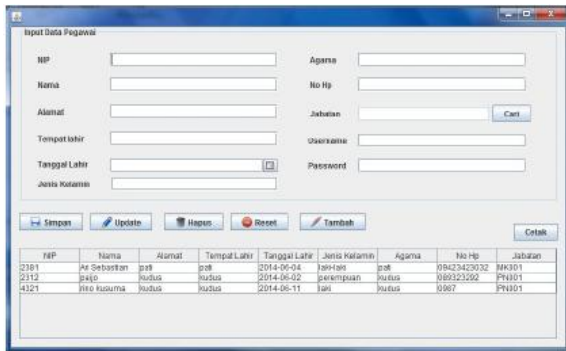 Input Data Pegawai
NIP
Agama
Nama
No Hp
Alamat
Jabatan
Cari
Tempat lahir
Username
Tanggal Lahir
Password
Jenis Kelamin
Simpan Update Hapus Reset Tambah
Cetak
NIP Nama Alamat Tempat Lahir Tanggal Lahir Jenis Kelamin Agama No Hp Jabatan
2381 Ari Sebastian pati pati 2014-06-04 laki-laki pati 09423423032 MK001
2312 paijo kudus kudus 2014-06-02 perempuan kudus 089323202 PN001
4321 rino kusuma kudus kudus 2014-06-11 laki kudus 0987 PN001